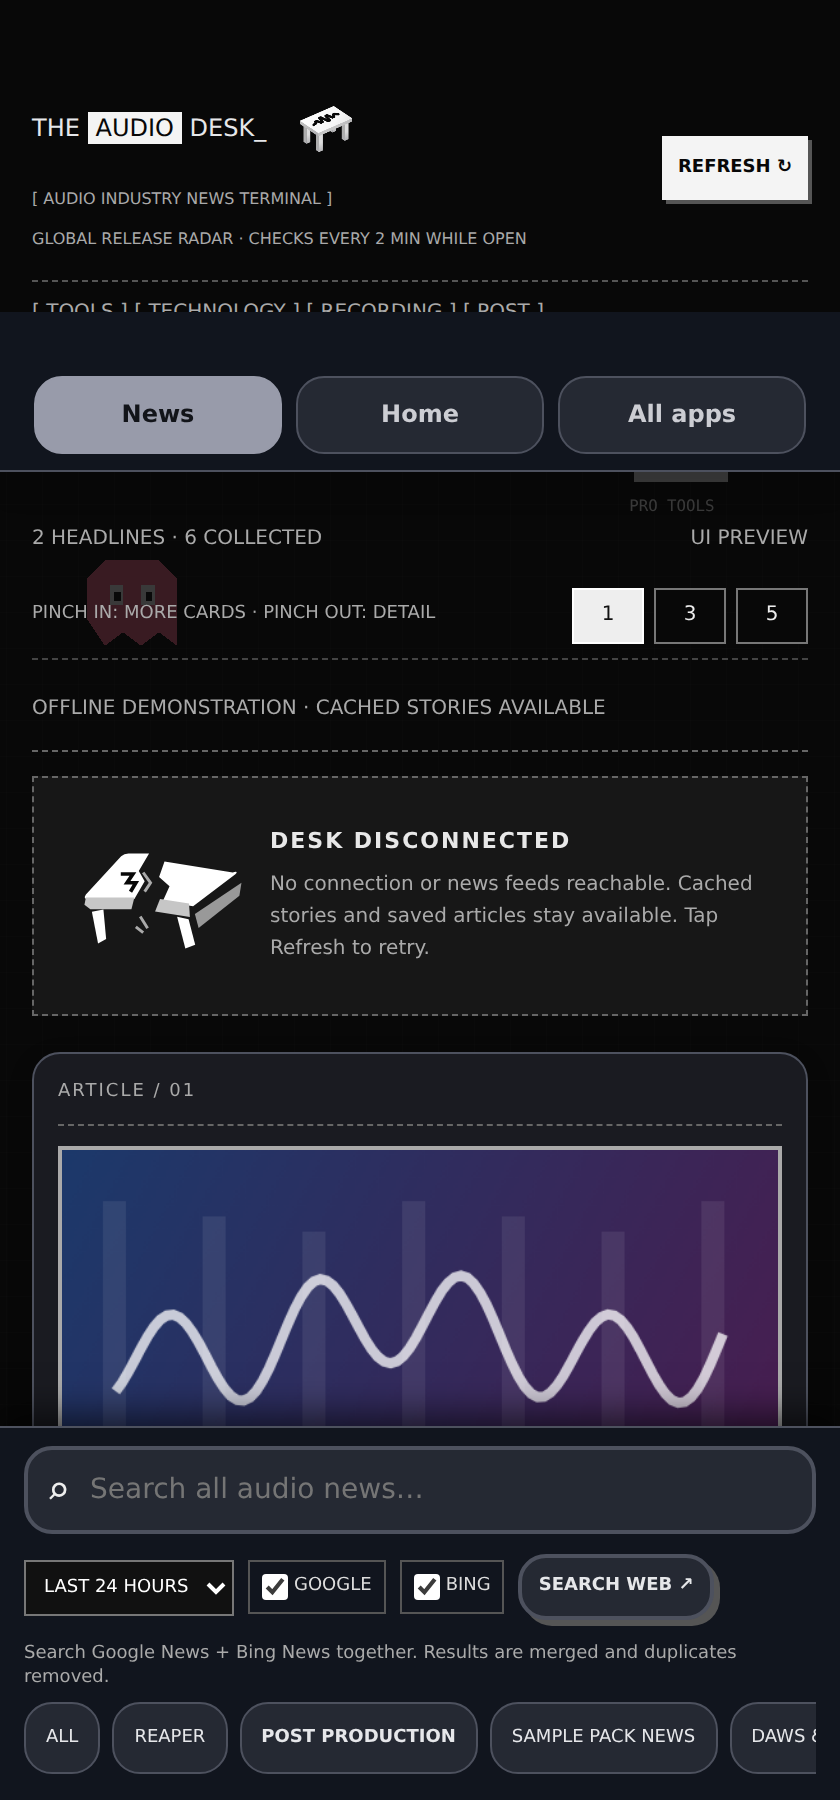 THE AUDIO DESK_
REFRESH ↻
[ AUDIO INDUSTRY NEWS TERMINAL ]
GLOBAL RELEASE RADAR · CHECKS EVERY 2 MIN WHILE OPEN
[ TOOLS ] [ TECHNOLOGY ] [ RECORDING ] [ POST ]
News
Home
All apps
PRO TOOLS
2 HEADLINES · 6 COLLECTED
UI PREVIEW
PINCH IN: MORE CARDS · PINCH OUT: DETAIL
1
3
5
OFFLINE DEMONSTRATION · CACHED STORIES AVAILABLE
DESK DISCONNECTED
No connection or news feeds reachable. Cached
stories and saved articles stay available. Tap
Refresh to retry.
ARTICLE / 01
Search all audio news...
LAST 24 HOURS
GOOGLE
BING
SEARCH WEB ↗
Search Google News + Bing News together. Results are merged and duplicates
removed.
ALL
REAPER
POST PRODUCTION
SAMPLE PACK NEWS
DAWS &